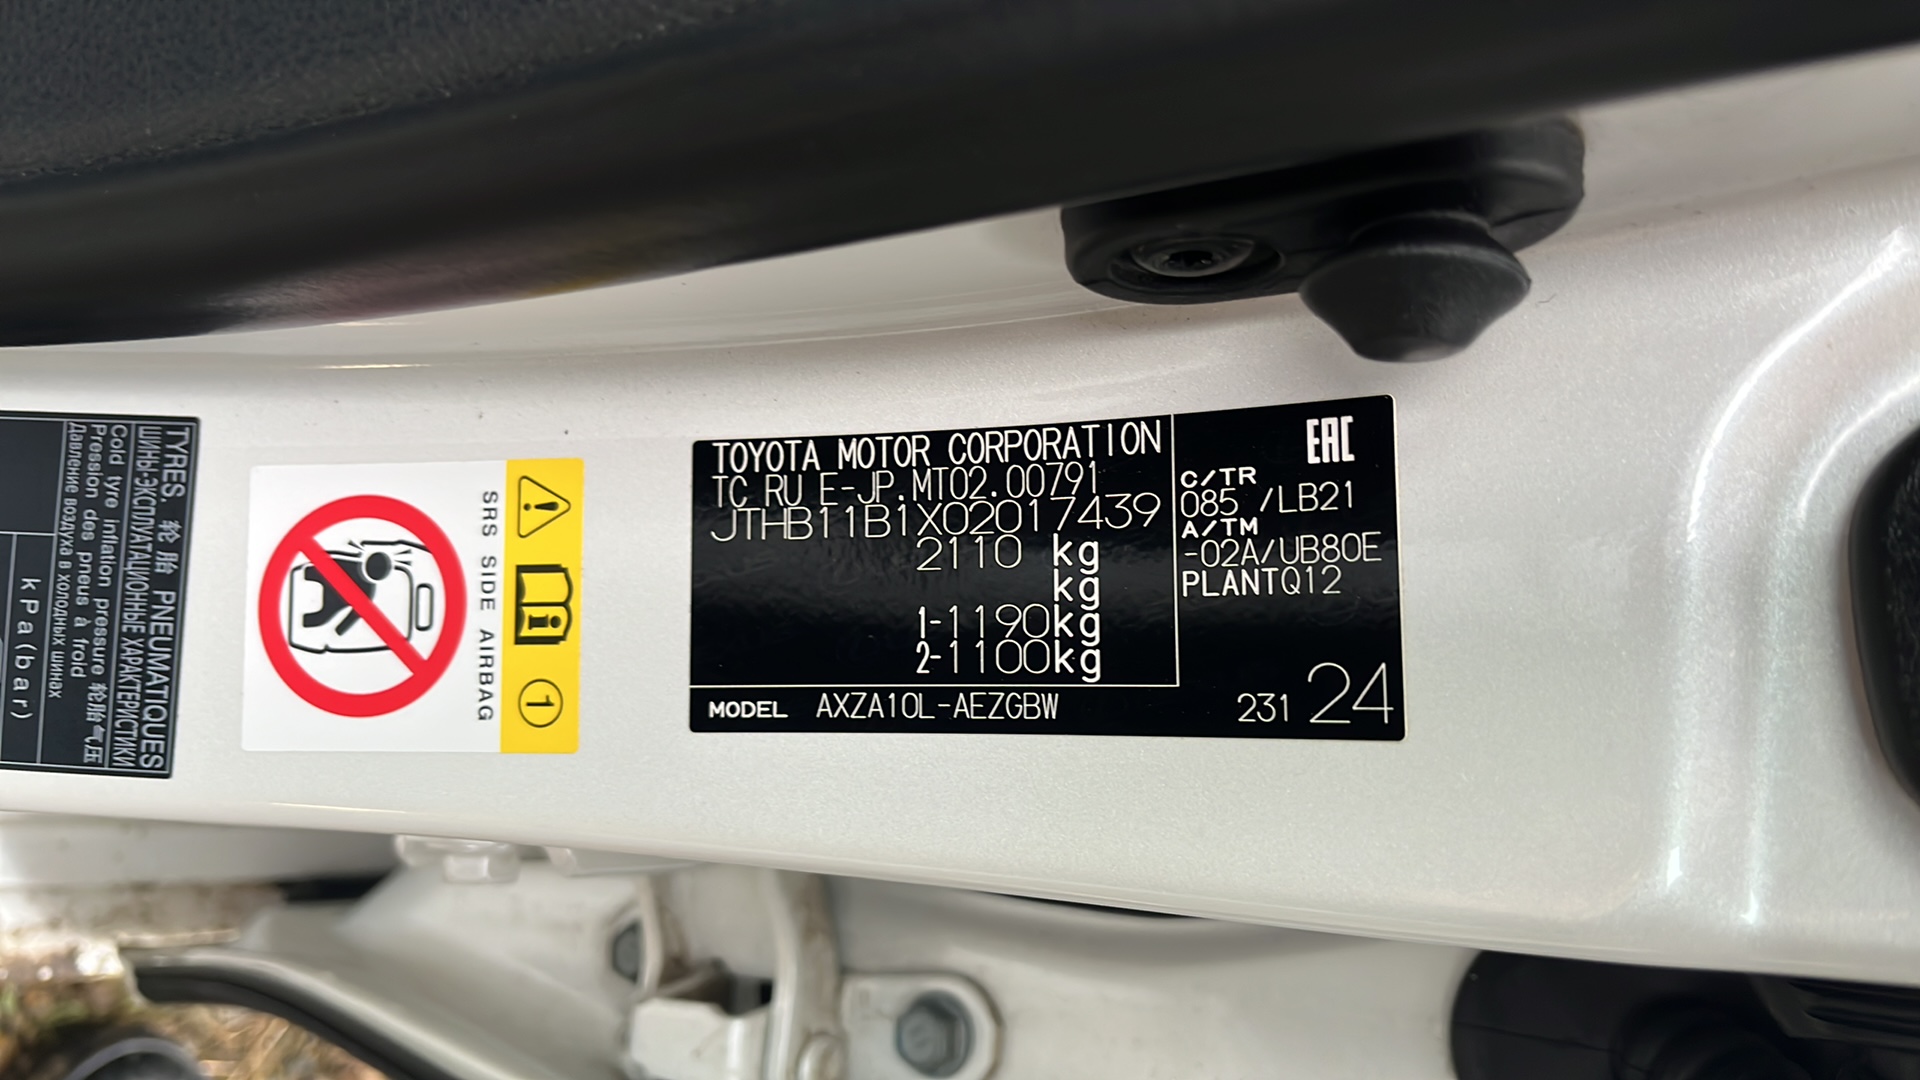 TYRES 轮胎 PNEUMATIQUES
ШИНЫ-ЭКСПЛУАТАЦИОННЫЕ ХАРАКТЕРИСТИКИ
Cold tyre inflation pressure 轮胎气压
Pression des pneus à froid
Давление воздуха в холодных шинах
kPa(bar)
SRS SIDE AIRBAG
1
TOYOTA MOTOR CORPORATION
TC RU E-JP.MT02.00791
JTHB11B1X02017439
2110 kg
kg
1-1190kg
2-1100kg
MODEL AXZA10L-AEZGBW
EAC
C/TR
085 /LB21
A/TM
-02A/UB80E
PLANTQ12
231 24